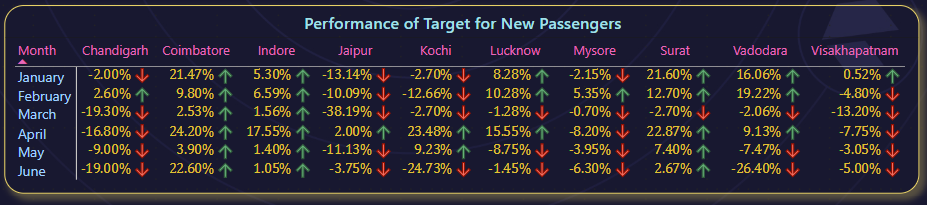 Performance of Target for New Passengers
Month Chandigarh Coimbatore Indore Jaipur Kochi Lucknow Mysore Surat Vadodara Visakhapatnam
January -2.00% 21.47% 5.30% -13.14% -2.70% 8.28% -2.15% 21.60% 16.06% 0.52%
February 2.60% 9.80% 6.59% -10.09% -12.66% 10.28% 5.35% 12.70% 19.22% -4.80%
March -19.30% 2.53% 1.56% -38.19% -2.70% -1.28% -0.70% -2.70% -2.06% -13.20%
April -16.80% 24.20% 17.55% 2.00% 23.48% 15.55% -8.20% 22.87% 9.13% -7.75%
May -9.00% 3.90% 1.40% -11.13% 9.23% -8.75% -3.95% 7.40% -7.47% -3.05%
June -19.00% 22.60% 1.05% -3.75% -24.73% -1.45% -6.30% 2.67% -26.40% -5.00%